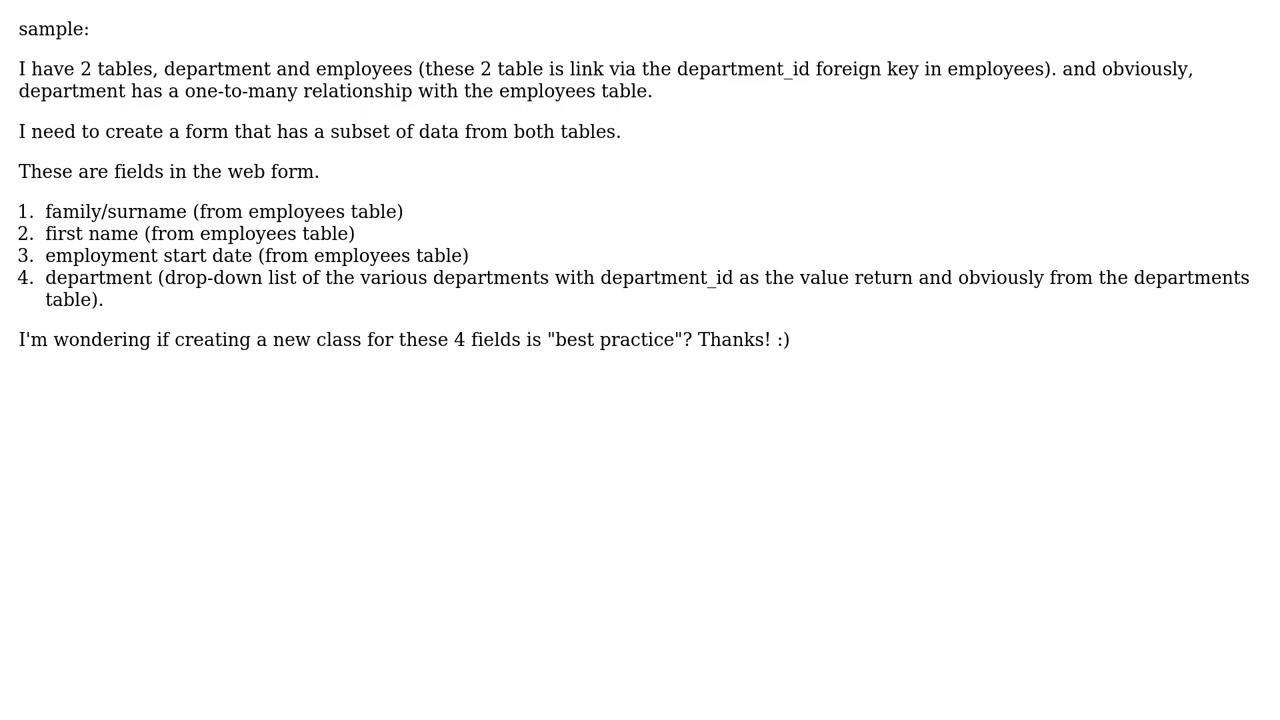 sample:
I have 2 tables, department and employees (these 2 table is link via the department_id foreign key in employees). and obviously,
department has a one-to-many relationship with the employees table.
I need to create a form that has a subset of data from both tables.
These are fields in the web form.
1. family/surname (from employees table)
2. first name (from employees table)
3. employment start date (from employees table)
4. department (drop-down list of the various departments with department_id as the value return and obviously from the departments
table).
I'm wondering if creating a new class for these 4 fields is "best practice"? Thanks! :)